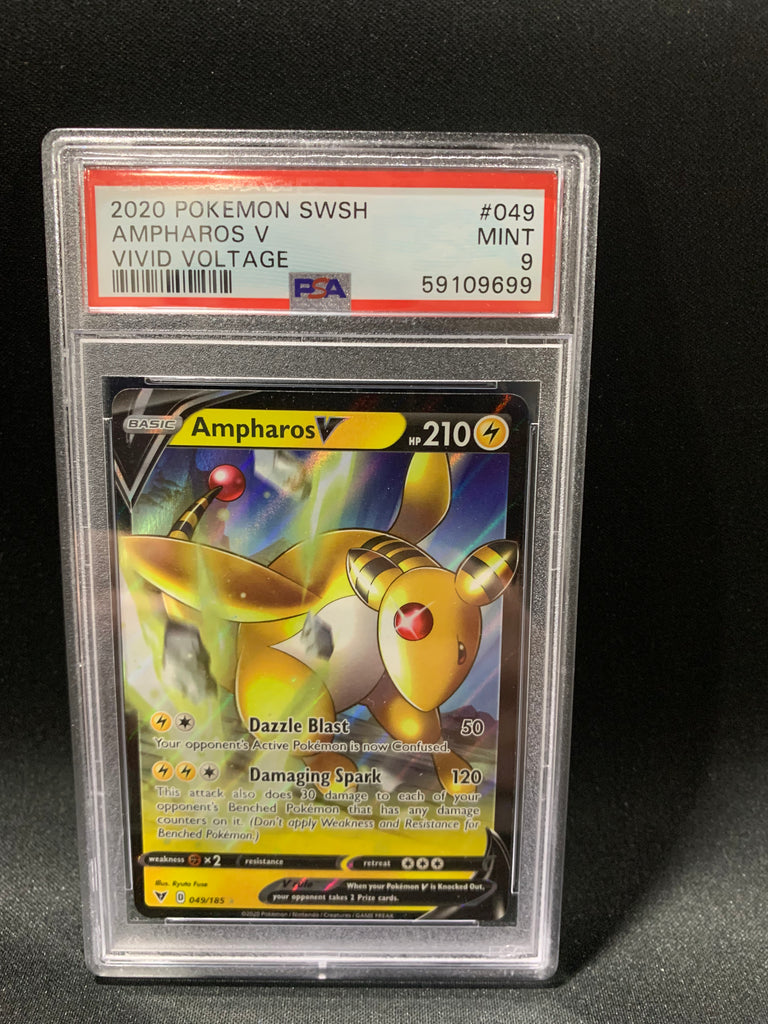 2020 POKEMON SWSH #049
AMPHAROS V MINT
VIVID VOLTAGE 9
PSA 59109699
BASIC Ampharos V HP 210
Dazzle Blast 50
Your opponent's Active Pokémon is now Confused.
Damaging Spark 120
This attack also does 30 damage to each of your
opponent's Benched Pokémon that has any damage
counters on it. (Don't apply Weakness and Resistance for
Benched Pokémon.)
weakness ×2 resistance retreat
Illus. Ryuta Fuse
V rule When your Pokémon V is Knocked Out,
your opponent takes 2 Prize cards.
D 049/185
©2020 Pokémon / Nintendo / Creatures / GAME FREAK